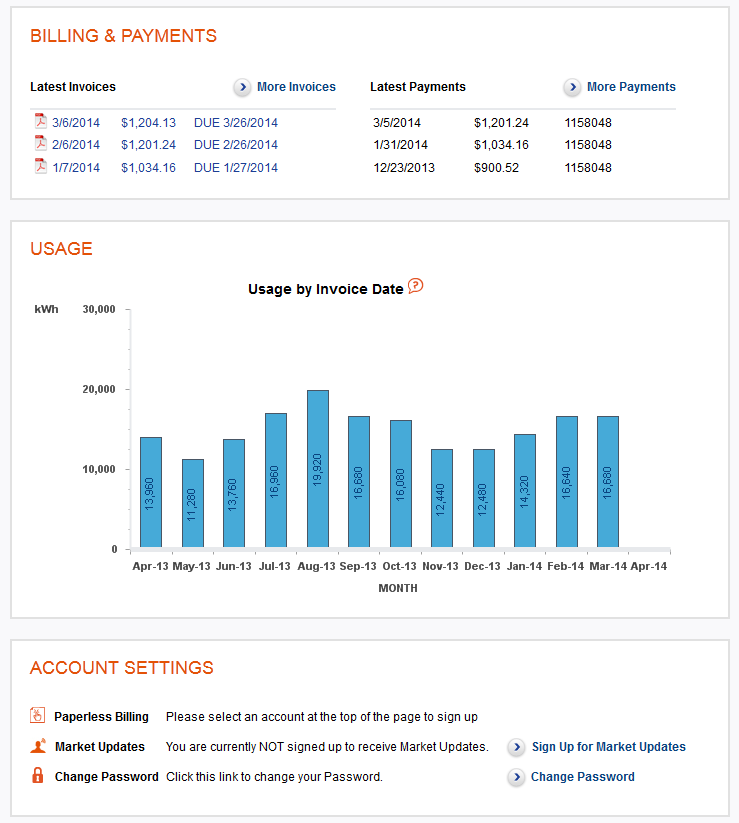 BILLING & PAYMENTS
Latest Invoices
More Invoices
3/6/2014 $1,204.13 DUE 3/26/2014
2/6/2014 $1,201.24 DUE 2/26/2014
1/7/2014 $1,034.16 DUE 1/27/2014
Latest Payments
More Payments
3/5/2014 $1,201.24 1158048
1/31/2014 $1,034.16 1158048
12/23/2013 $900.52 1158048
USAGE
Usage by Invoice Date ?
kWh
30,000
20,000
10,000
0
13,960
11,280
13,760
16,960
19,920
16,680
16,080
12,440
12,480
14,320
16,640
16,680
Apr-13 May-13 Jun-13 Jul-13 Aug-13 Sep-13 Oct-13 Nov-13 Dec-13 Jan-14 Feb-14 Mar-14 Apr-14
MONTH
ACCOUNT SETTINGS
Paperless Billing Please select an account at the top of the page to sign up
Market Updates You are currently NOT signed up to receive Market Updates. Sign Up for Market Updates
Change Password Click this link to change your Password. Change Password